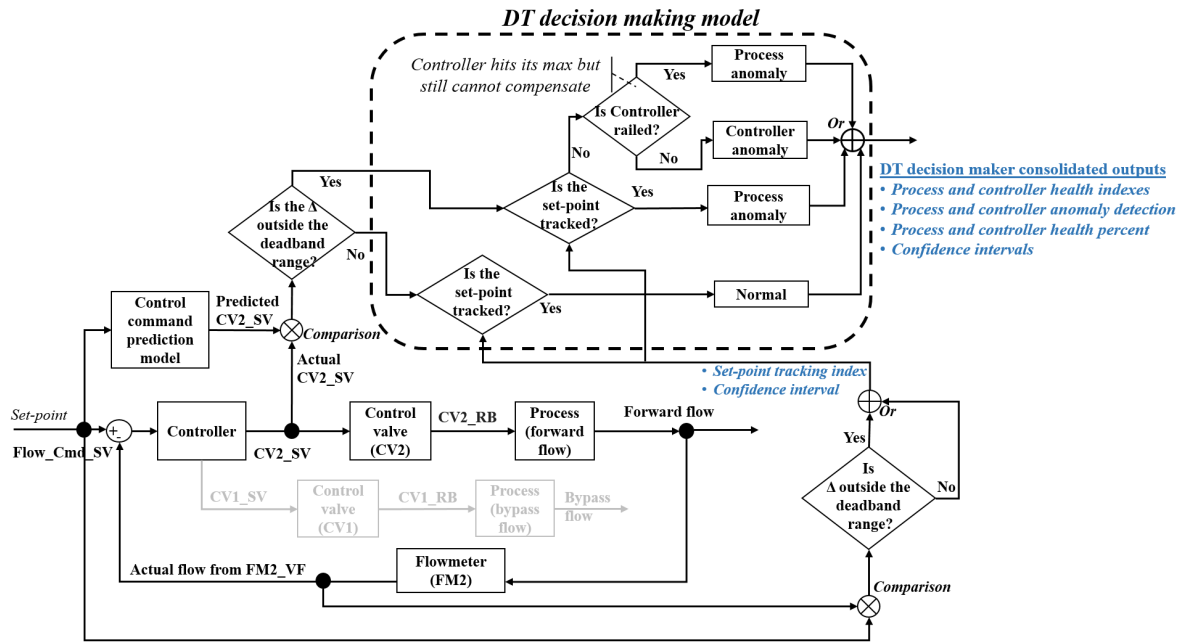 DT decision making model
Controller hits its max but
still cannot compensate
Yes
Process
anomaly
Is Controller
railed?
Or
No
Controller
anomaly
No
Yes
Is the
set-point
tracked?
Yes
Process
anomaly
DT decision maker consolidated outputs
• Process and controller health indexes
• Process and controller anomaly detection
• Process and controller health percent
• Confidence intervals
Is the Δ
outside the
deadband
range?
No
Is the
set-point
tracked?
Yes
Normal
Control
command
prediction
model
Predicted
CV2_SV
Comparison
Actual
CV2_SV
• Set-point tracking index
• Confidence interval
Set-point
Flow_Cmd_SV
+
-
Controller
CV2_SV
Control
valve
(CV2)
CV2_RB
Process
(forward
flow)
Forward flow
Or
Yes
Is
Δ outside the
deadband
range?
No
CV1_SV
Control
valve
(CV1)
CV1_RB
Process
(bypass
flow)
Bypass
flow
Actual flow from FM2_VF
Flowmeter
(FM2)
Comparison